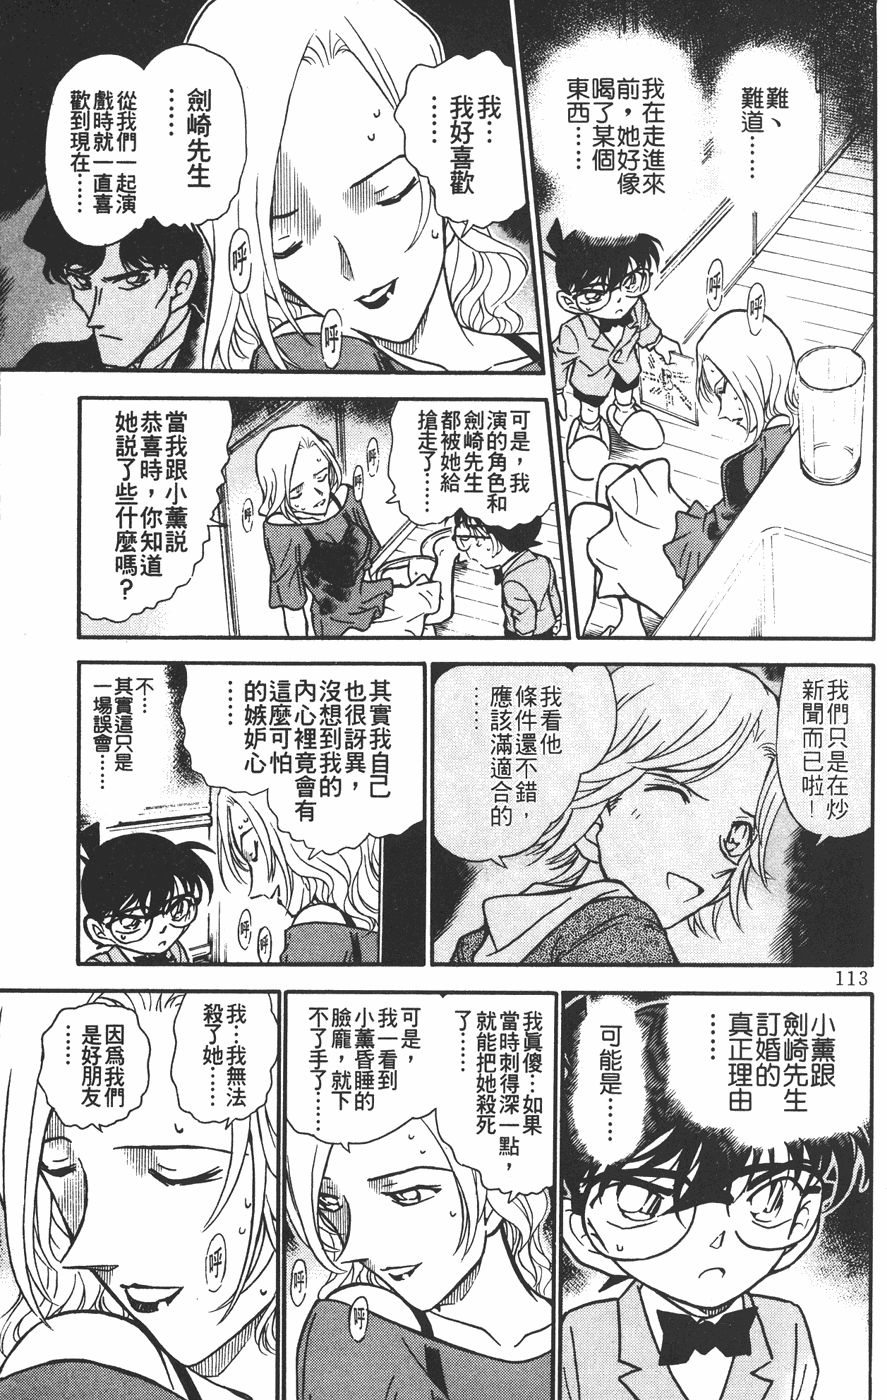 難、
難道……
我在走進來
前，她好像
喝了某個
東西……
呼
我…
我好喜歡
……
呼
呼
劍崎先生
……
從我們一起演
戲時就一直喜
歡到現在……
可是，我
演的角色和
劍崎先生
都被她給
搶走了……
呼
呼
當我跟小薰說
恭喜時，你知道
她說了些什麼嗎？
我們只是在炒
新聞而已啦！
我看他
條件還不錯，
應該滿適合的
……
其實我自己
也很訝異，
沒想到我的
內心裡竟會有
這麼可怕
的嫉妒心
……
呼
呼
不…
其實這只是
一場誤會……
113
小薰跟
劍崎先生
訂婚的
真正理由
……
可能是……
我真傻…如果
當時刺得深一點，
就能把她殺死
了……
可是，
我一看到
小薰昏睡的
臉龐，就下
不了手了……
呼
呼
我…我無法
殺了她……
因為我們
是好朋友
……
呼